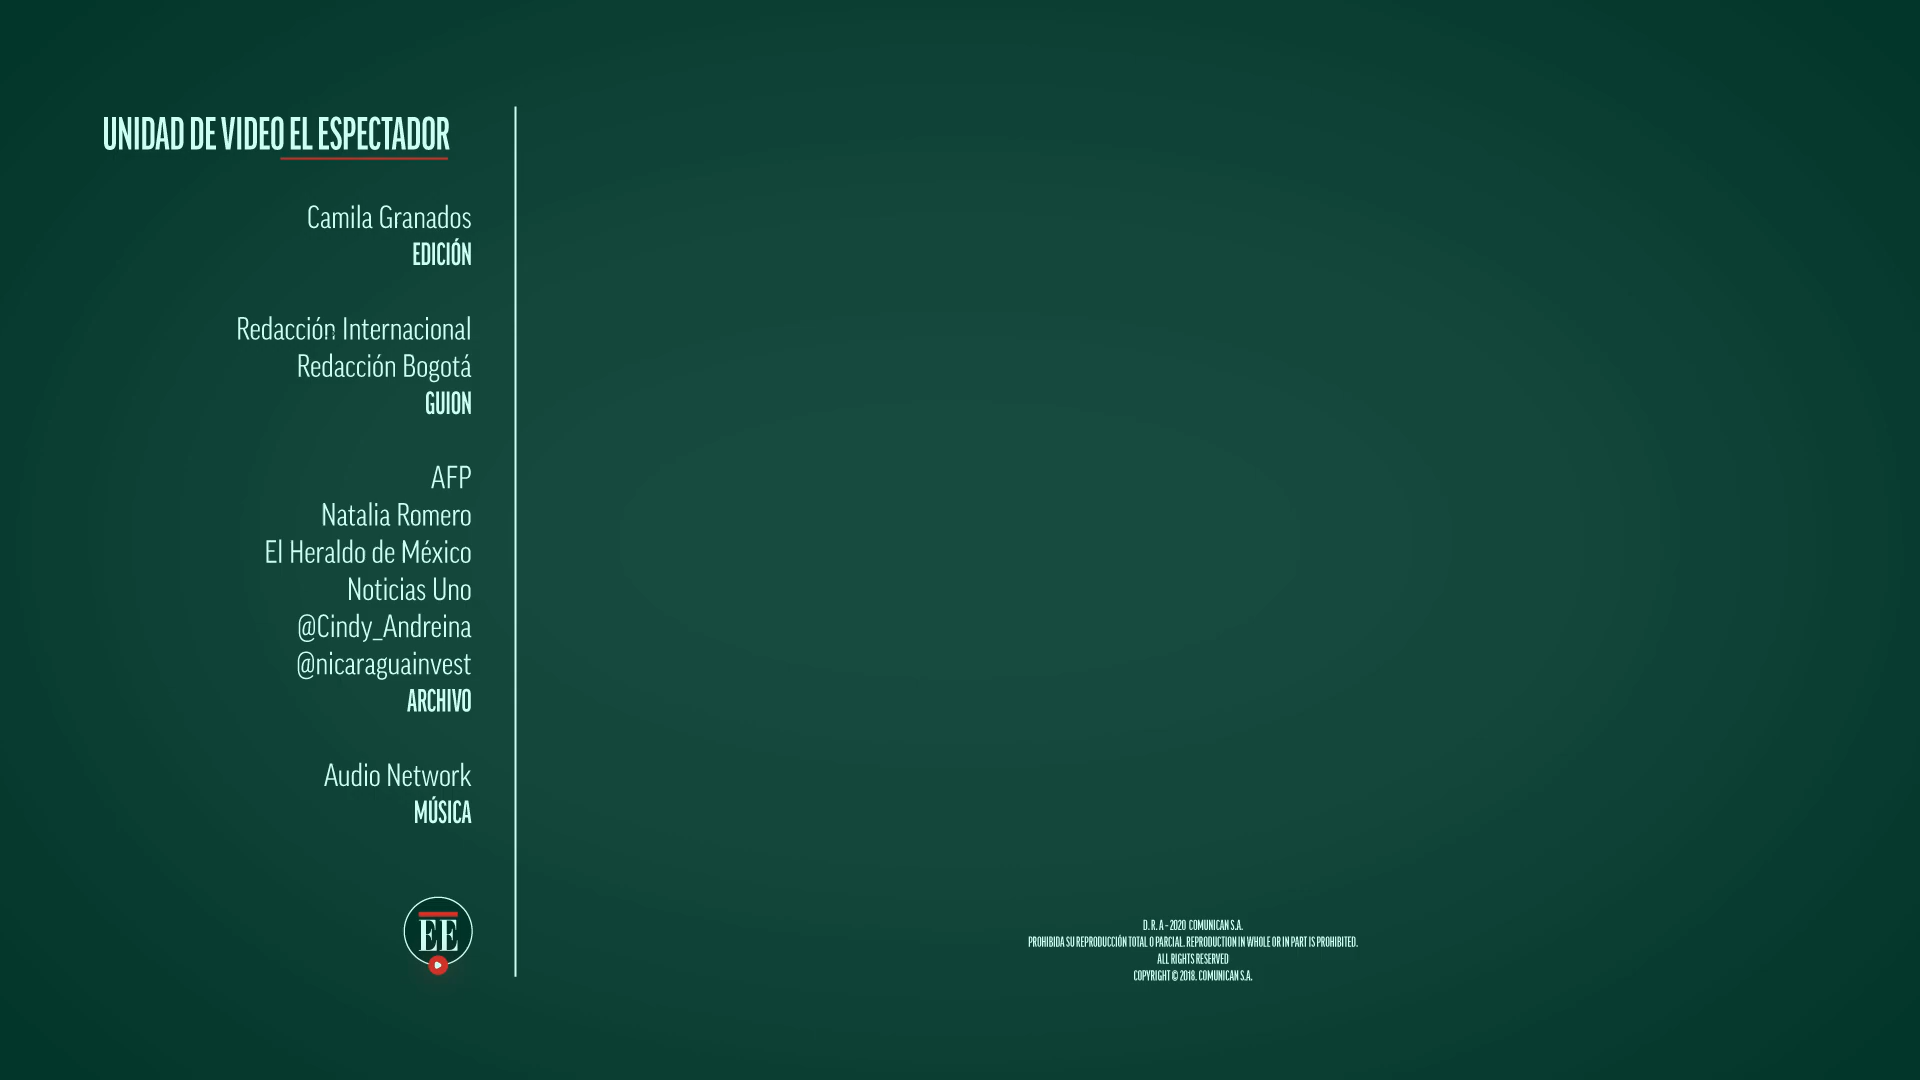 UNIDAD DE VIDEO EL ESPECTADOR
Camila Granados
EDICIÓN
Redacción Internacional
Redacción Bogotá
GUION
AFP
Natalia Romero
El Heraldo de México
Noticias Uno
@Cindy_Andreina
@nicaraguainvest
ARCHIVO
Audio Network
MÚSICA
EE
D. R. A - 2020 COMUNICAN S.A.
PROHIBIDA SU REPRODUCCIÓN TOTAL O PARCIAL. REPRODUCTION IN WHOLE OR IN PART IS PROHIBITED.
ALL RIGHTS RESERVED
COPYRIGHT © 2018. COMUNICAN S.A.